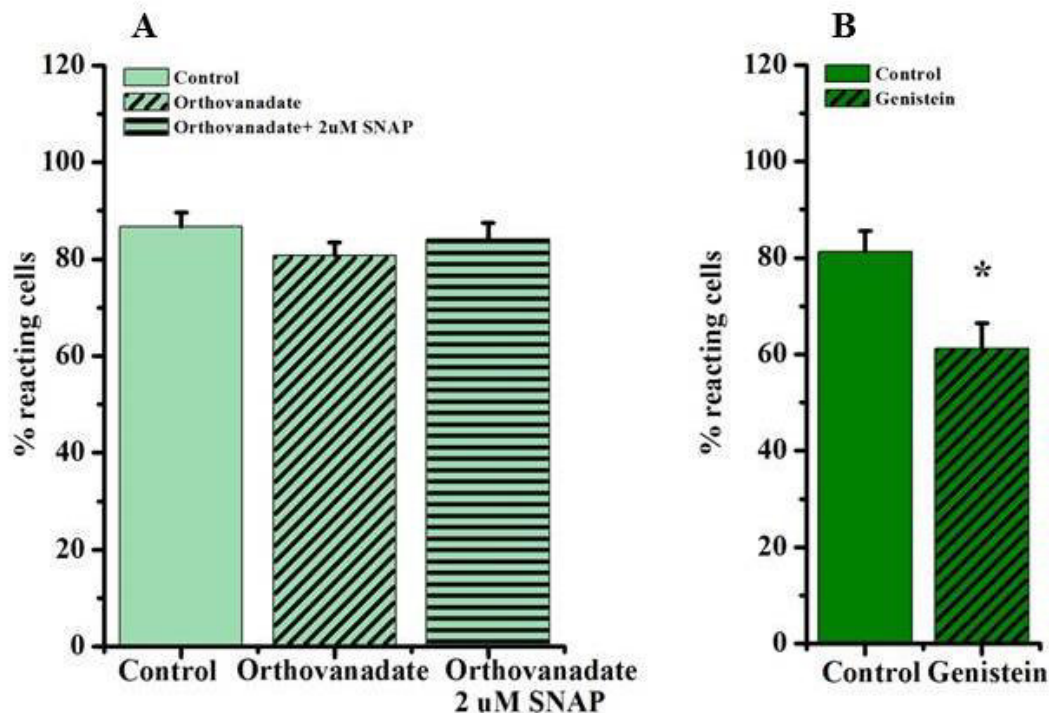 A
% reacting cells
120
100
80
60
40
20
0
Control
Orthovanadate
Orthovanadate+ 2uM SNAP
Control
Orthovanadate
Orthovanadate
2 uM SNAP
B
% reacting cells
120
100
80
60
40
20
0
Control
Genistein
*
Control
Genistein